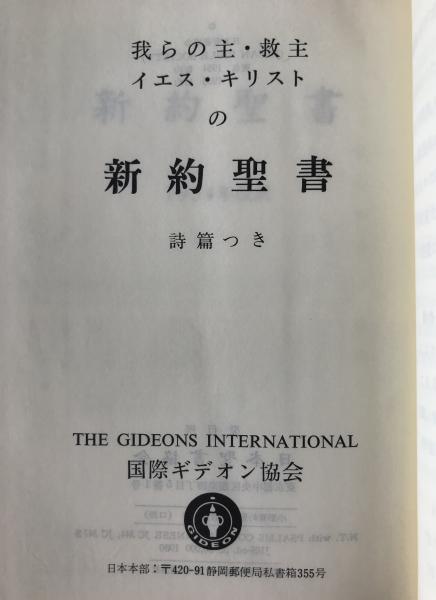 我らの主・救主
イエス・キリスト
の
新約聖書
詩篇つき
THE GIDEONS INTERNATIONAL
国際ギデオン協会
GIDEON
日本本部：〒420-91静岡郵便局私書箱355号